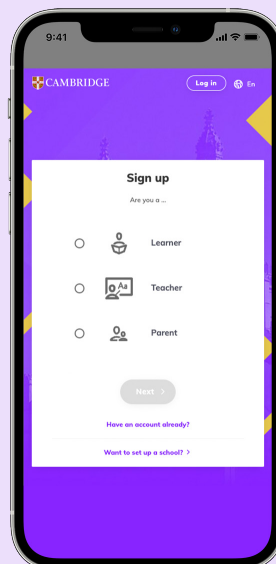 9:41
CAMBRIDGE
Log in
En
Sign up
Are you a ...
Learner
Aa
Teacher
Parent
Next >
Have an account already?
Want to set up a school? >